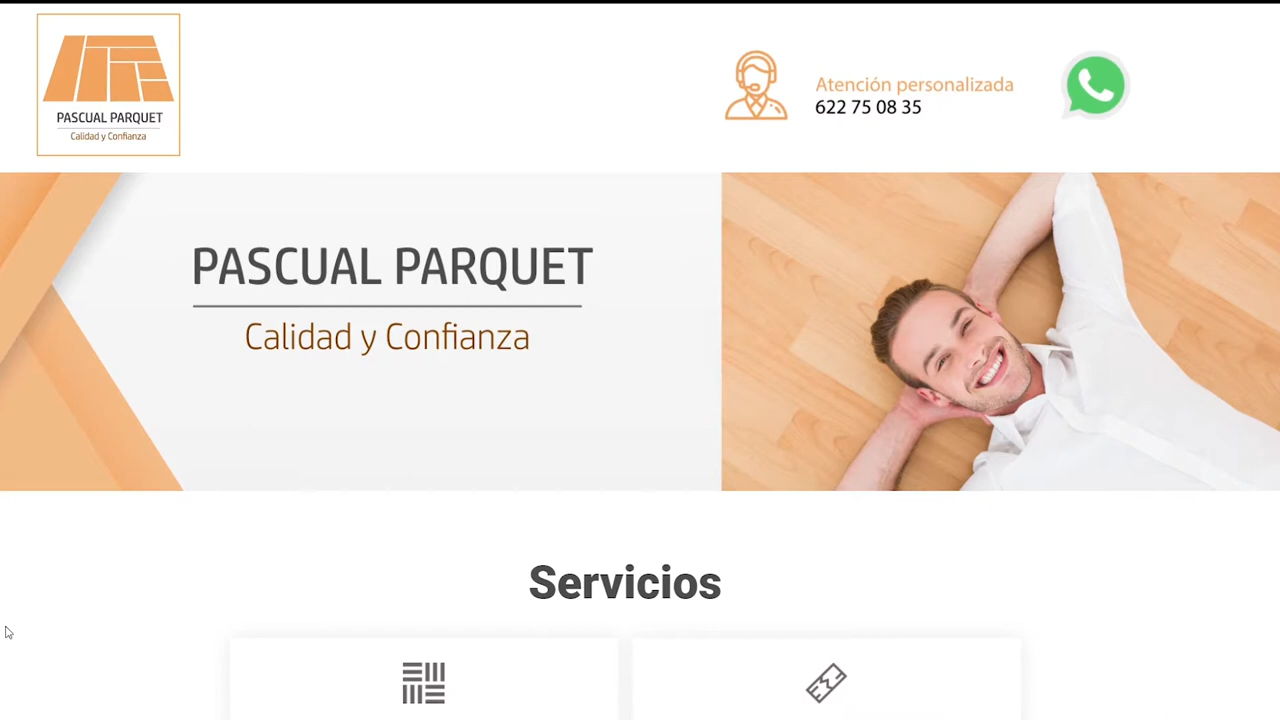 PASCUAL PARQUET
Calidad y Confianza
Atención personalizada
622 75 08 35
PASCUAL PARQUET
Calidad y Confianza
Servicios